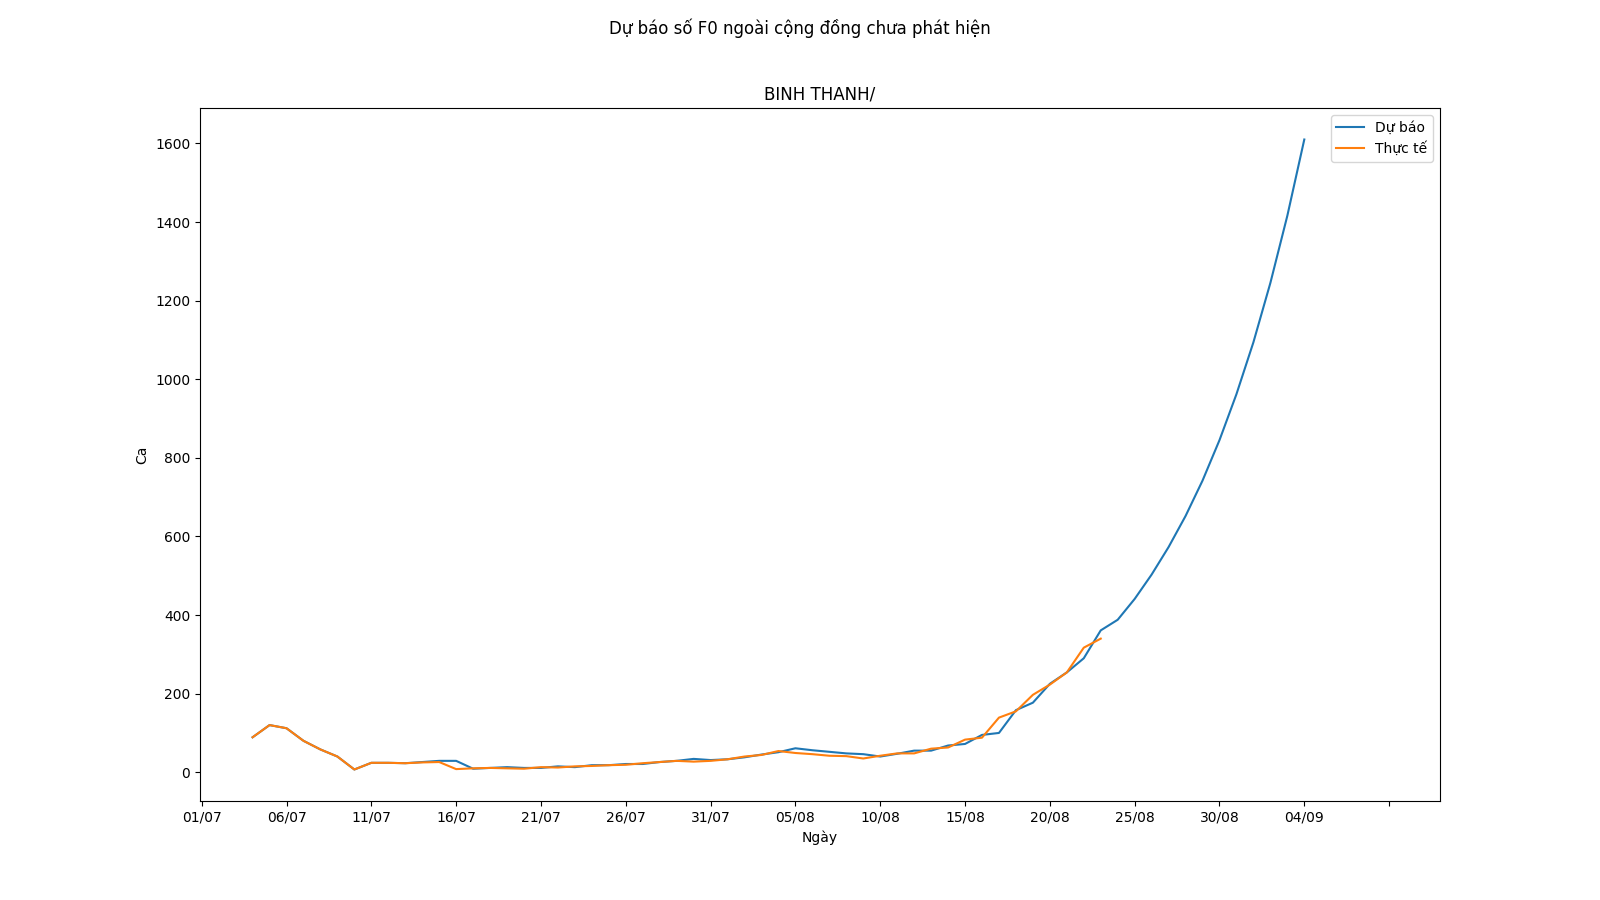 Dự báo số F0 ngoài cộng đồng chưa phát hiện
BINH THANH/
Dự báo
Thực tế
1600
1400
1200
1000
800
600
400
200
0
Ca
01/07 06/07 11/07 16/07 21/07 26/07 31/07 05/08 10/08 15/08 20/08 25/08 30/08 04/09
Ngày